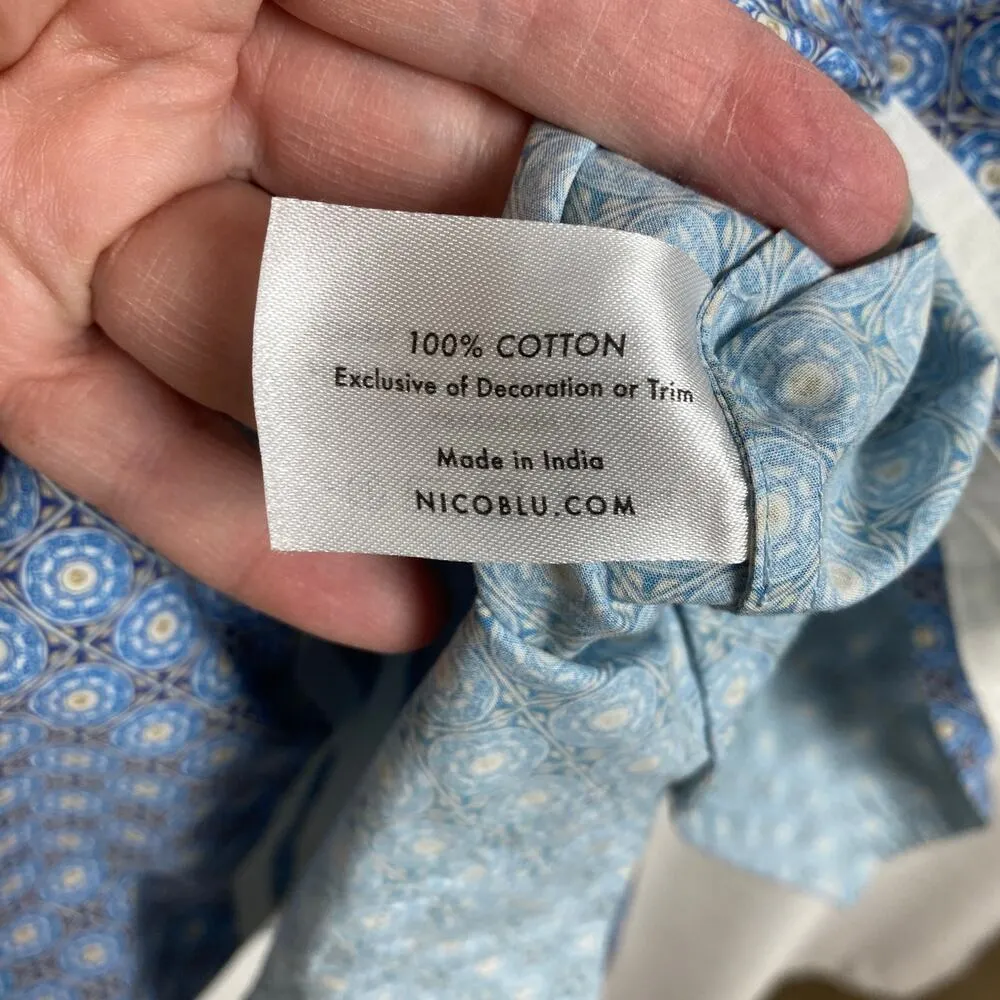 100% COTTON
Exclusive of Decoration or Trim
Made in India
NICOBLU.COM